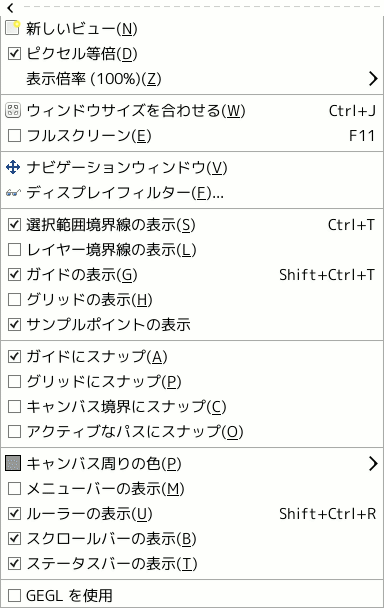 新しいビュー(N)
ピクセル等倍(D)
表示倍率 (100%)(Z)
ウィンドウサイズを合わせる(W) Ctrl+J
フルスクリーン(E) F11
ナビゲーションウィンドウ(V)
ディスプレイフィルター(F)...
選択範囲境界線の表示(S) Ctrl+T
レイヤー境界線の表示(L)
ガイドの表示(G) Shift+Ctrl+T
グリッドの表示(H)
サンプルポイントの表示
ガイドにスナップ(A)
グリッドにスナップ(P)
キャンバス境界にスナップ(C)
アクティブなパスにスナップ(O)
キャンバス周りの色(P)
メニューバーの表示(M)
ルーラーの表示(U) Shift+Ctrl+R
スクロールバーの表示(B)
ステータスバーの表示(T)
GEGL を使用